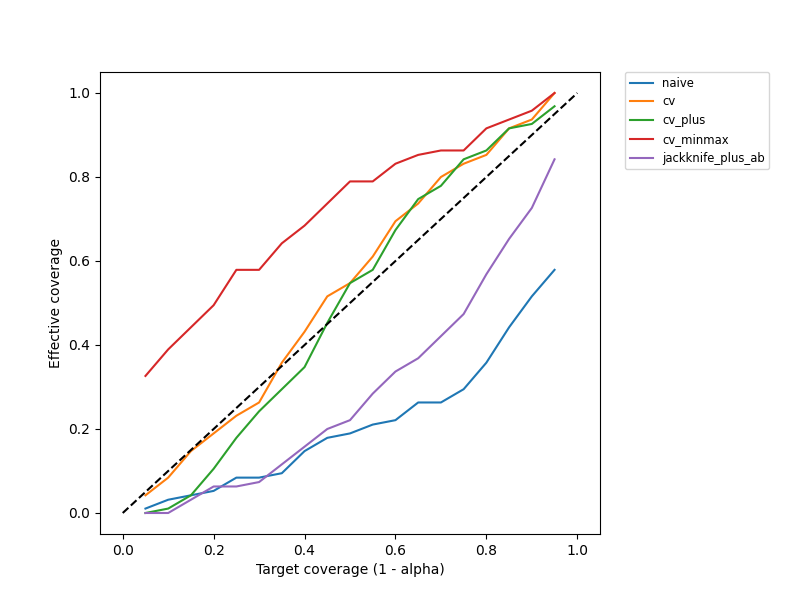 naive
cv
cv_plus
cv_minmax
jackknife_plus_ab
Effective coverage
1.0
0.8
0.6
0.4
0.2
0.0
0.0 0.2 0.4 0.6 0.8 1.0
Target coverage (1 - alpha)